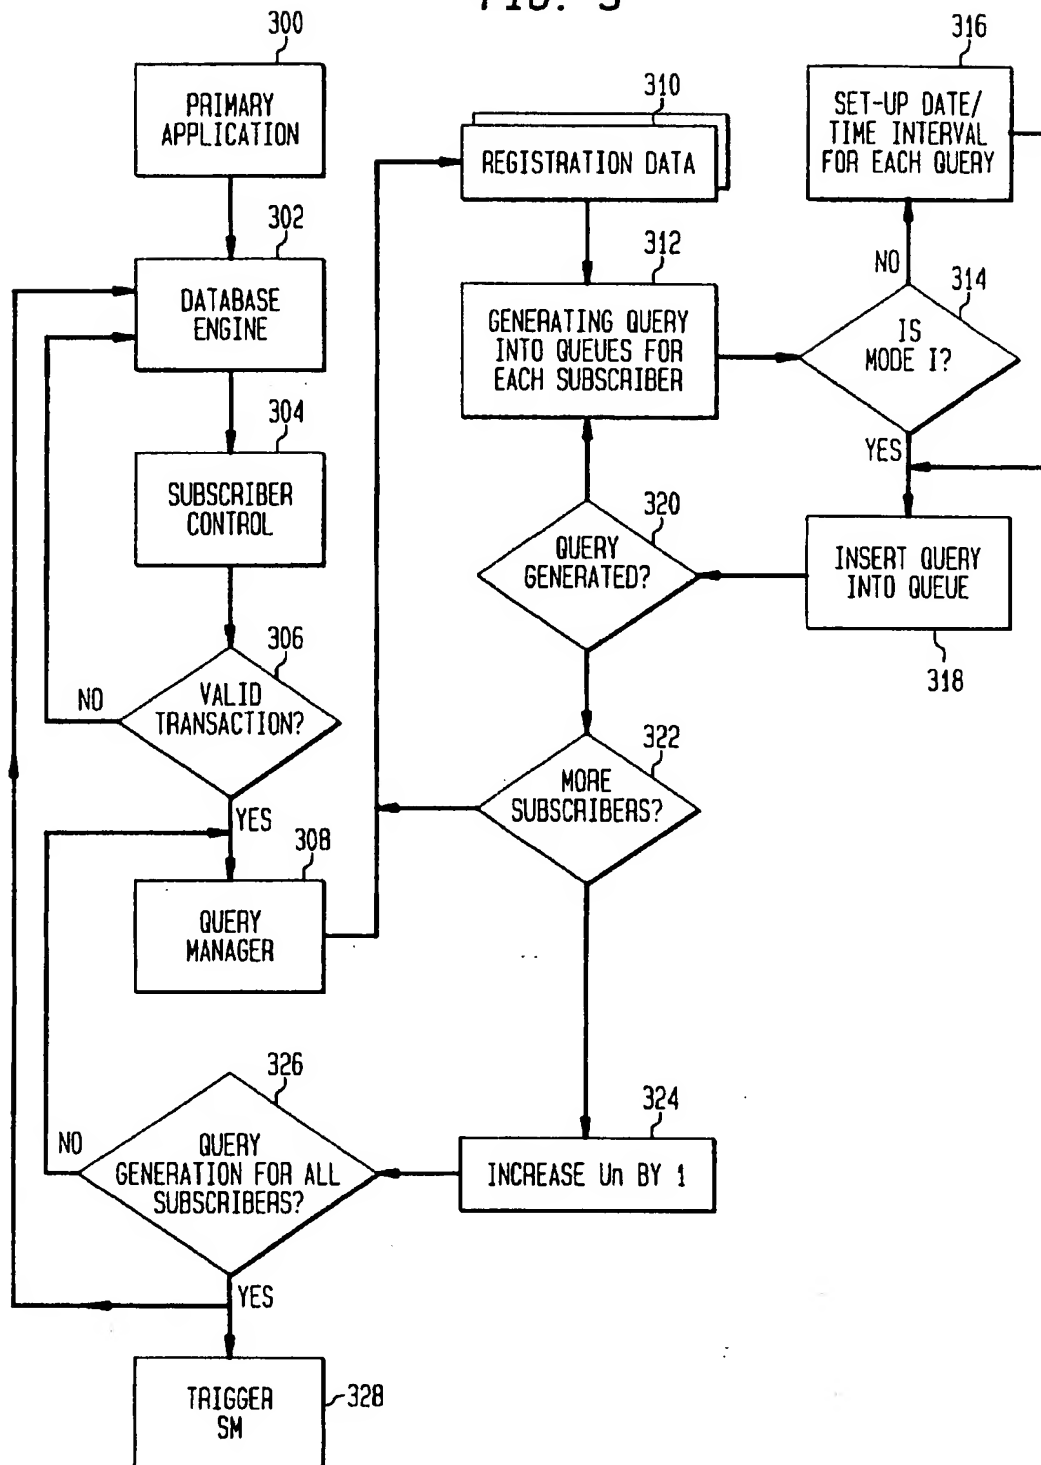 FIG. 3
300
PRIMARY
APPLICATION
302
DATABASE
ENGINE
304
SUBSCRIBER
CONTROL
306
VALID
TRANSACTION?
NO
YES
308
QUERY
MANAGER
310
REGISTRATION DATA
312
GENERATING QUERY
INTO QUEUES FOR
EACH SUBSCRIBER
314
IS
MODE I?
NO
YES
316
SET-UP DATE/
TIME INTERVAL
FOR EACH QUERY
INSERT QUERY
INTO QUEUE
318
320
QUERY
GENERATED?
322
MORE
SUBSCRIBERS?
324
INCREASE Un BY 1
326
QUERY
GENERATION FOR ALL
SUBSCRIBERS?
NO
YES
TRIGGER
SM
328